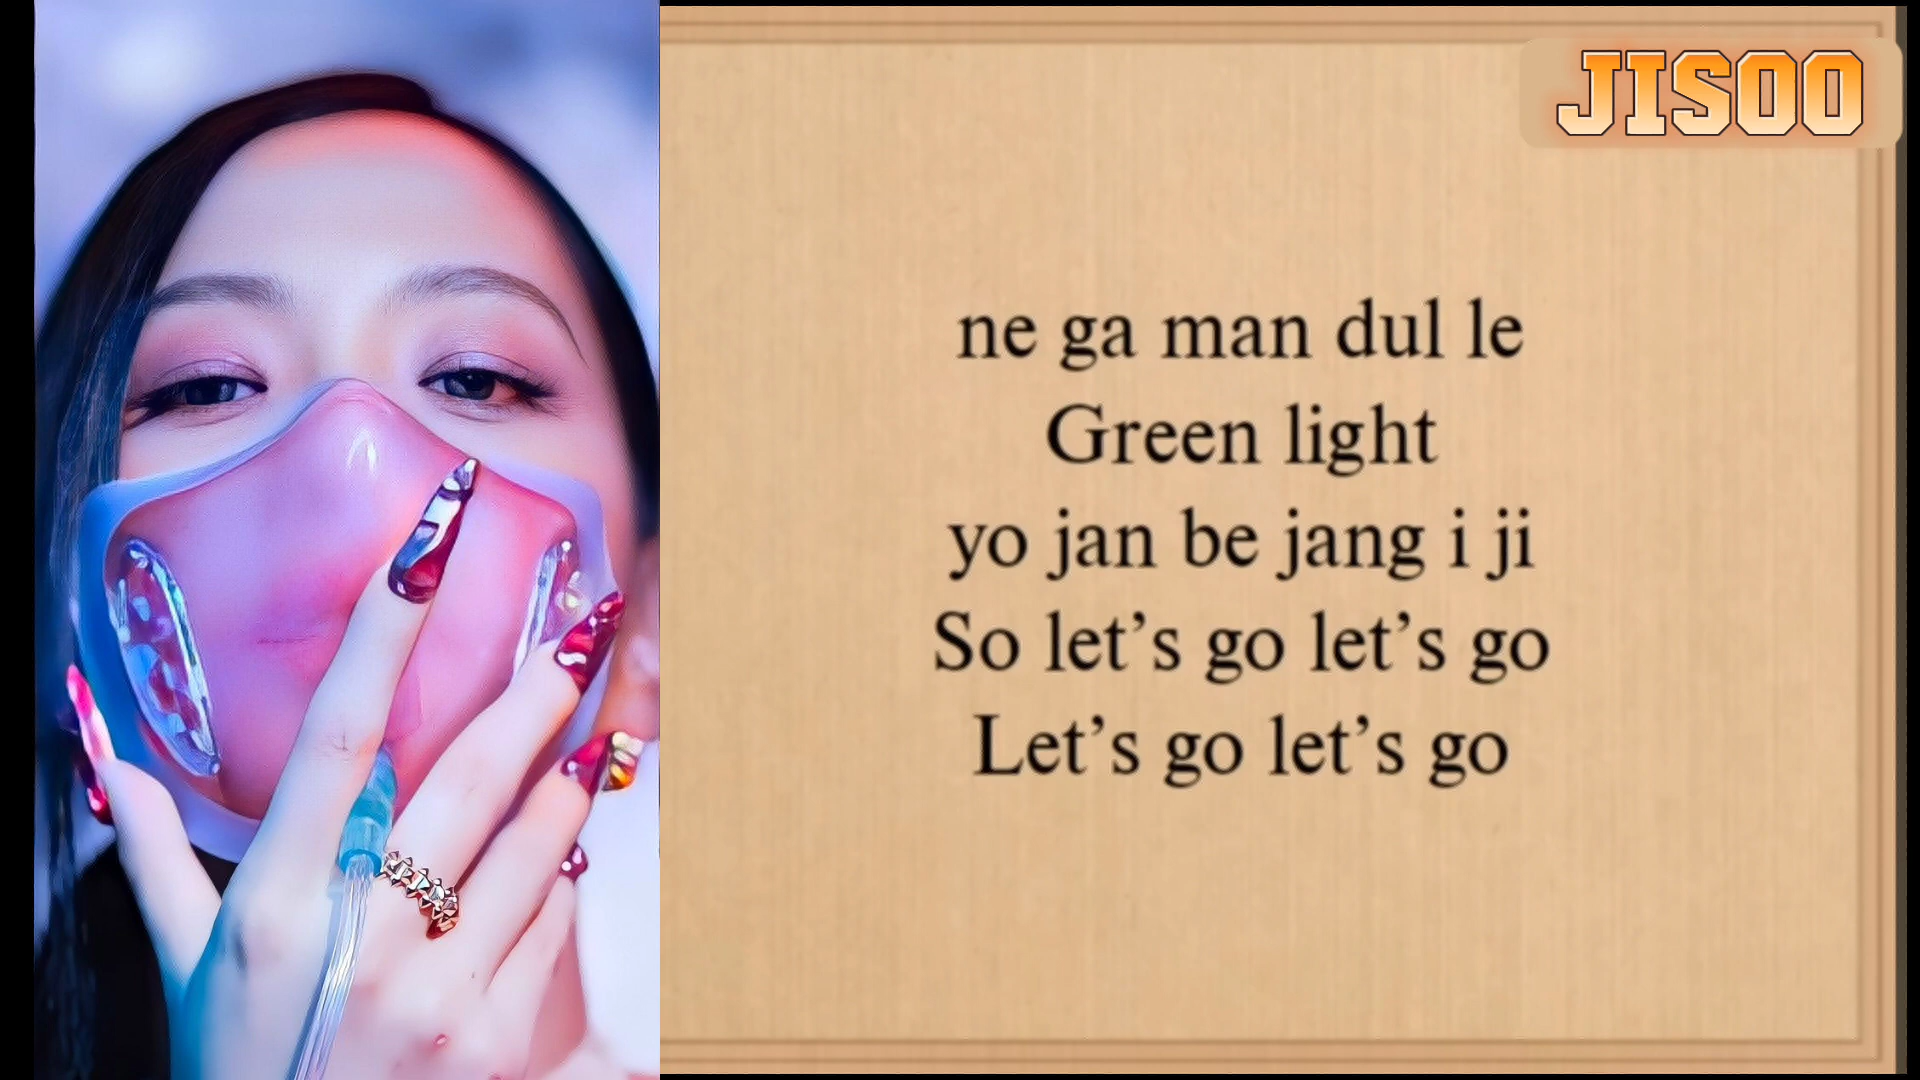 JISOO
ne ga man dul le
Green light
yo jan be jang i ji
So let’s go let’s go
Let’s go let’s go